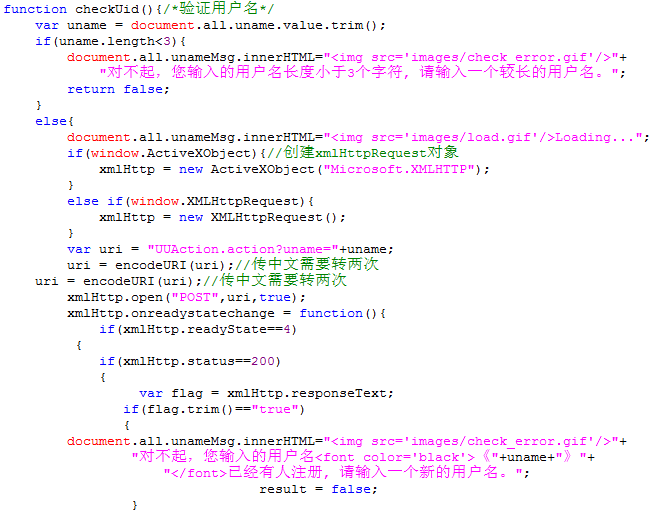 function checkUid(){/*验证用户名*/
var uname = document.all.uname.value.trim();
if(uname.length<3){
document.all.unameMsg.innerHTML="<img src='images/check_error.gif'/>"+
"对不起，您输入的用户名长度小于3个字符，请输入一个较长的用户名。";
return false;
}
else{
document.all.unameMsg.innerHTML="<img src='images/load.gif'/>Loading...";
if(window.ActiveXObject){//创建xmlHttpRequest对象
xmlHttp = new ActiveXObject("Microsoft.XMLHTTP");
}
else if(window.XMLHttpRequest){
xmlHttp = new XMLHttpRequest();
}
var uri = "UUAction.action?uname="+uname;
uri = encodeURI(uri);//传中文需要转两次
uri = encodeURI(uri);//传中文需要转两次
xmlHttp.open("POST",uri,true);
xmlHttp.onreadystatechange = function(){
if(xmlHttp.readyState==4)
{
if(xmlHttp.status==200)
{
var flag = xmlHttp.responseText;
if(flag.trim()=="true")
{
document.all.unameMsg.innerHTML="<img src='images/check_error.gif'/>"+
"对不起，您输入的用户名<font color='black'>《"+uname+"》"+
"</font>已经有人注册，请输入一个新的用户名。";
result = false;
}